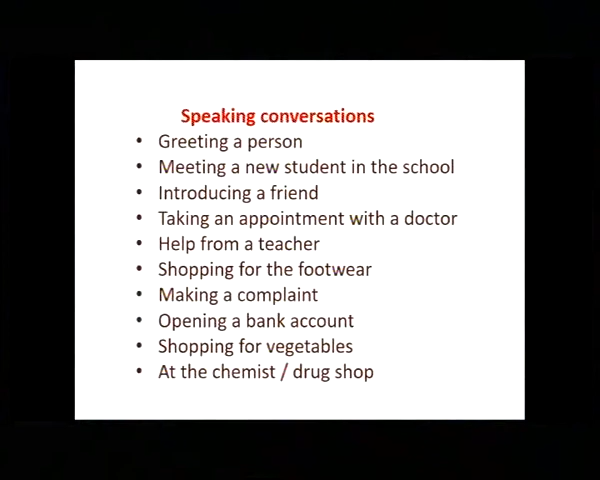 Speaking conversations
• Greeting a person
• Meeting a new student in the school
• Introducing a friend
• Taking an appointment with a doctor
• Help from a teacher
• Shopping for the footwear
• Making a complaint
• Opening a bank account
• Shopping for vegetables
• At the chemist / drug shop